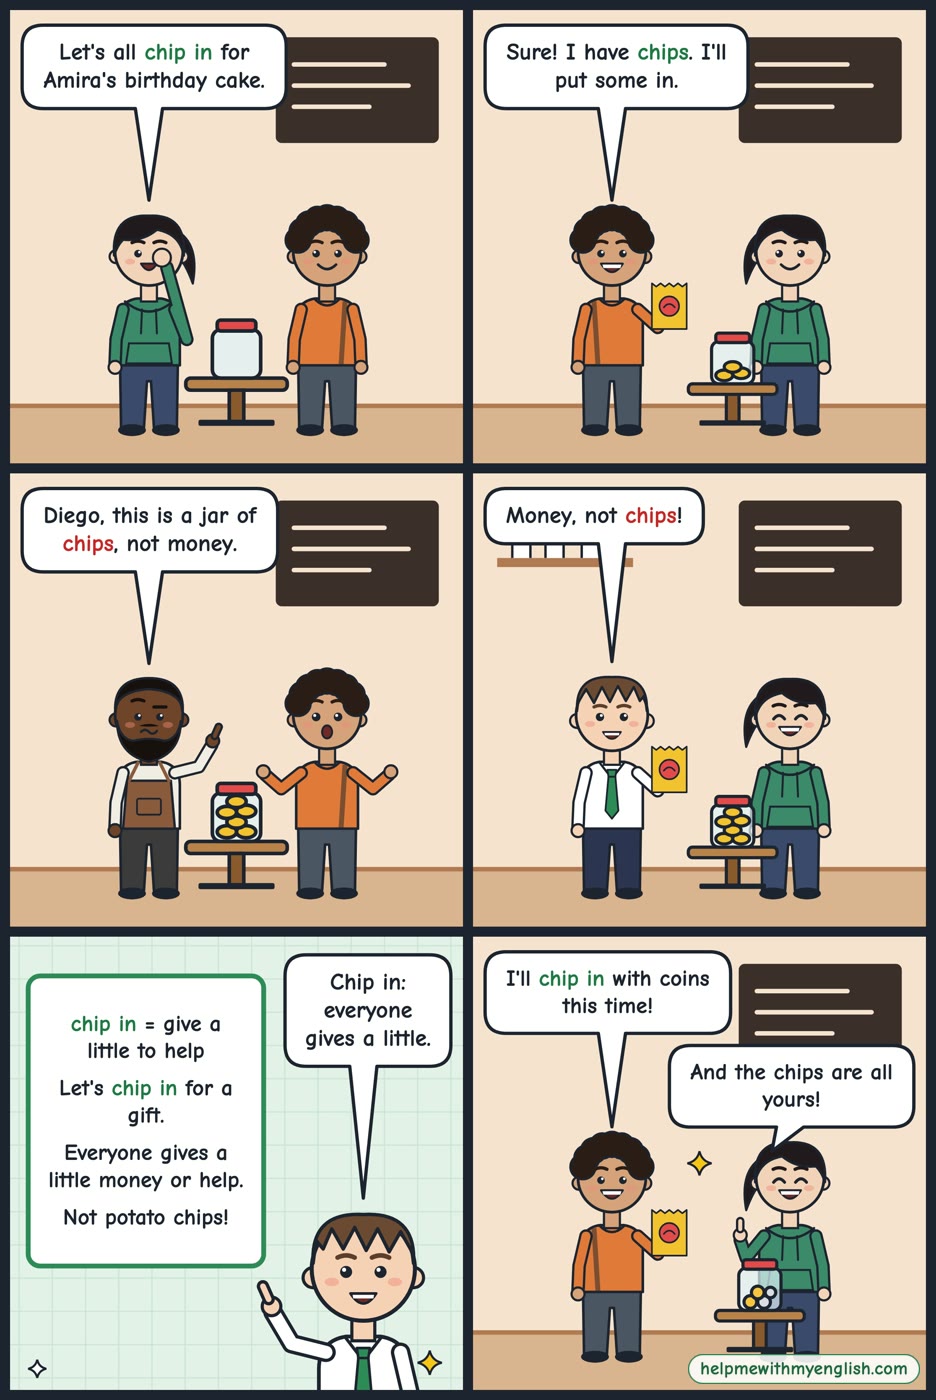 Let's all chip in for
Amira's birthday cake.
Sure! I have chips. I'll
put some in.
Diego, this is a jar of
chips, not money.
Money, not chips!
chip in = give a
little to help
Let's chip in for a
gift.
Everyone gives a
little money or help.
Not potato chips!
Chip in:
everyone
gives a little.
I'll chip in with coins
this time!
And the chips are all
yours!
helpmewithmyenglish.com